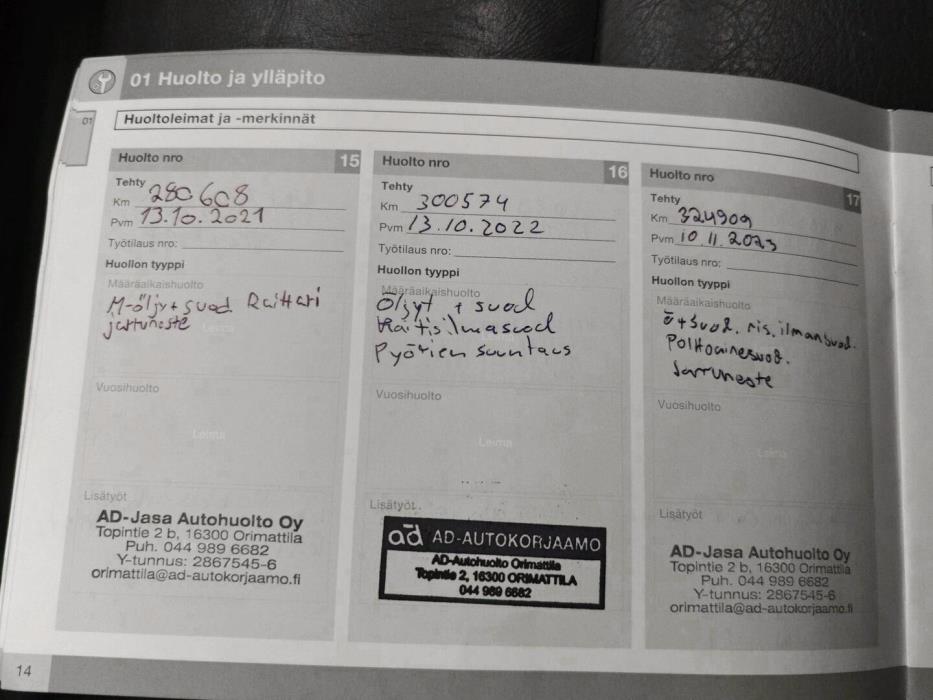 01 Huolto ja ylläpito
01
Huoltoleimat ja -merkinnät
Huolto nro 15
Tehty
Km 280608
Pvm 13.10.2021
Työtilaus nro:
Huollon tyyppi
Määräaikaishuolto
M-öljy+ suod. Raittari
jarruneste
Leima
Vuosihuolto
Leima
Lisätyöt
AD-Jasa Autohuolto Oy
Topintie 2 b, 16300 Orimattila
Puh. 044 989 6682
Y-tunnus: 2867545-6
orimattila@ad-autokorjaamo.fi
Huolto nro 16
Tehty
Km 300574
Pvm 13.10.2022
Työtilaus nro:
Huollon tyyppi
Määräaikaishuolto
Öljyt + suod
Raitisilmasuod
Pyörien suuntaus
Vuosihuolto
Leima
Lisätyöt
ad AD-AUTOKORJAAMO
AD-Autohuolto Orimattila
Topintie 2, 16300 ORIMATTILA
044 989 6682
Huolto nro 17
Tehty
Km 324909
Pvm 10.11.2023
Työtilaus nro:
Huollon tyyppi
Määräaikaishuolto
ö+suod. ris.ilmansuod.
Polttoainesuod.
Jarruneste
Vuosihuolto
Leima
Lisätyöt
AD-Jasa Autohuolto Oy
Topintie 2 b, 16300 Orimattila
Puh. 044 989 6682
Y-tunnus: 2867545-6
orimattila@ad-autokorjaamo.fi
14